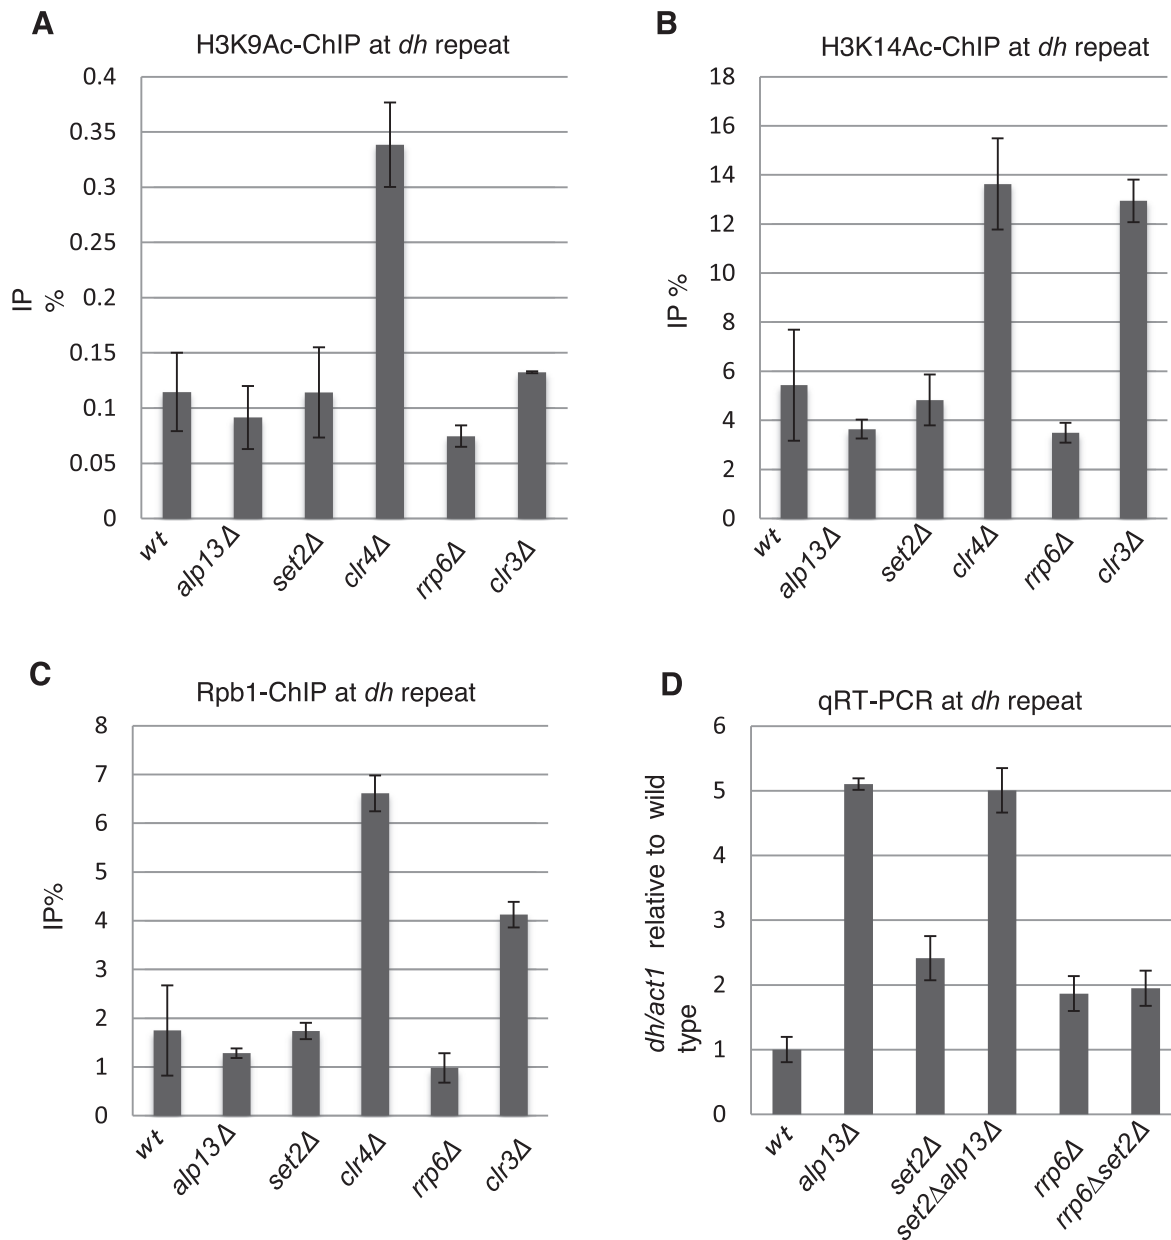 A
H3K9Ac-ChIP at dh repeat
0.4
0.35
0.3
0.25
0.2
0.15
0.1
0.05
0
IP
%
wt
alp13Δ
set2Δ
clr4Δ
rrp6Δ
clr3Δ
B
H3K14Ac-ChIP at dh repeat
18
16
14
12
10
8
6
4
2
0
IP %
wt
alp13Δ
set2Δ
clr4Δ
rrp6Δ
clr3Δ
C
Rpb1-ChIP at dh repeat
8
7
6
5
4
3
2
1
0
IP%
wt
alp13Δ
set2Δ
clr4Δ
rrp6Δ
clr3Δ
D
qRT-PCR at dh repeat
6
5
4
3
2
1
0
dh/act1 relative to wild
type
wt
alp13Δ
set2Δ
set2Δalp13Δ
rrp6Δ
rrp6Δset2Δ